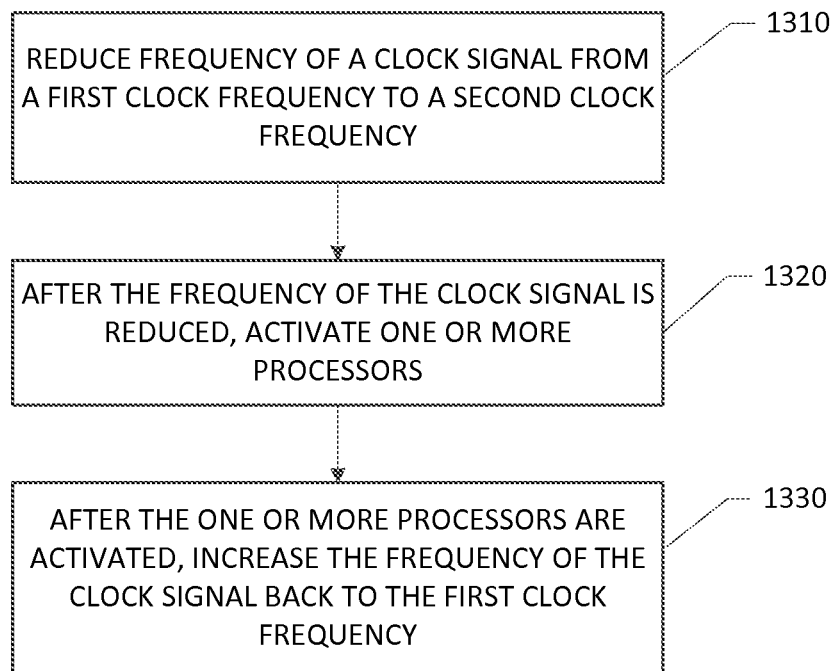 1310
REDUCE FREQUENCY OF A CLOCK SIGNAL FROM
A FIRST CLOCK FREQUENCY TO A SECOND CLOCK
FREQUENCY
1320
AFTER THE FREQUENCY OF THE CLOCK SIGNAL IS
REDUCED, ACTIVATE ONE OR MORE
PROCESSORS
1330
AFTER THE ONE OR MORE PROCESSORS ARE
ACTIVATED, INCREASE THE FREQUENCY OF THE
CLOCK SIGNAL BACK TO THE FIRST CLOCK
FREQUENCY